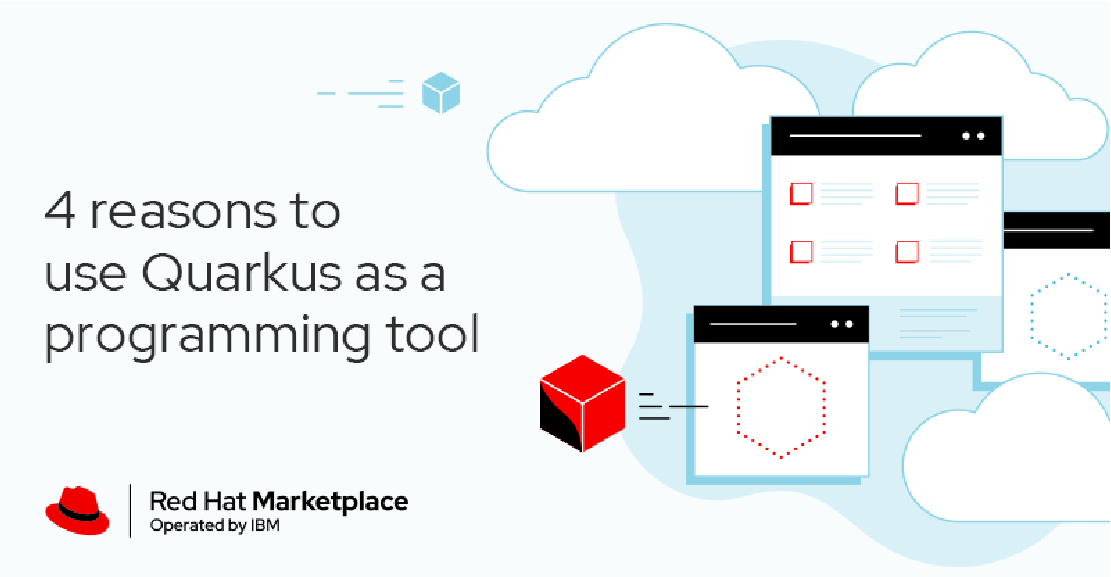 4 reasons to
use Quarkus as a
programming tool
Red Hat Marketplace
Operated by IBM